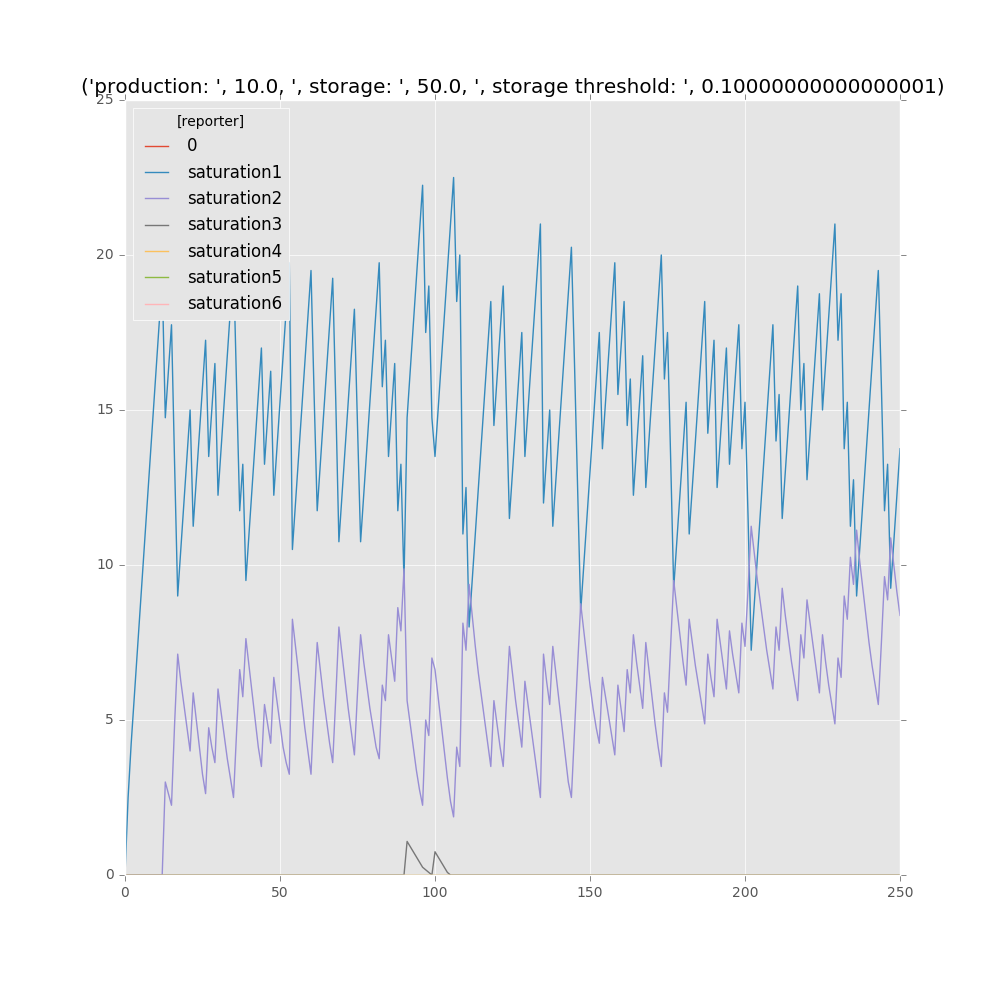 ('production: ', 10.0, ', storage: ', 50.0, ', storage threshold: ', 0.10000000000000001)
25
20
15
10
5
0
[reporter]
0
saturation1
saturation2
saturation3
saturation4
saturation5
saturation6
0 50 100 150 200 250